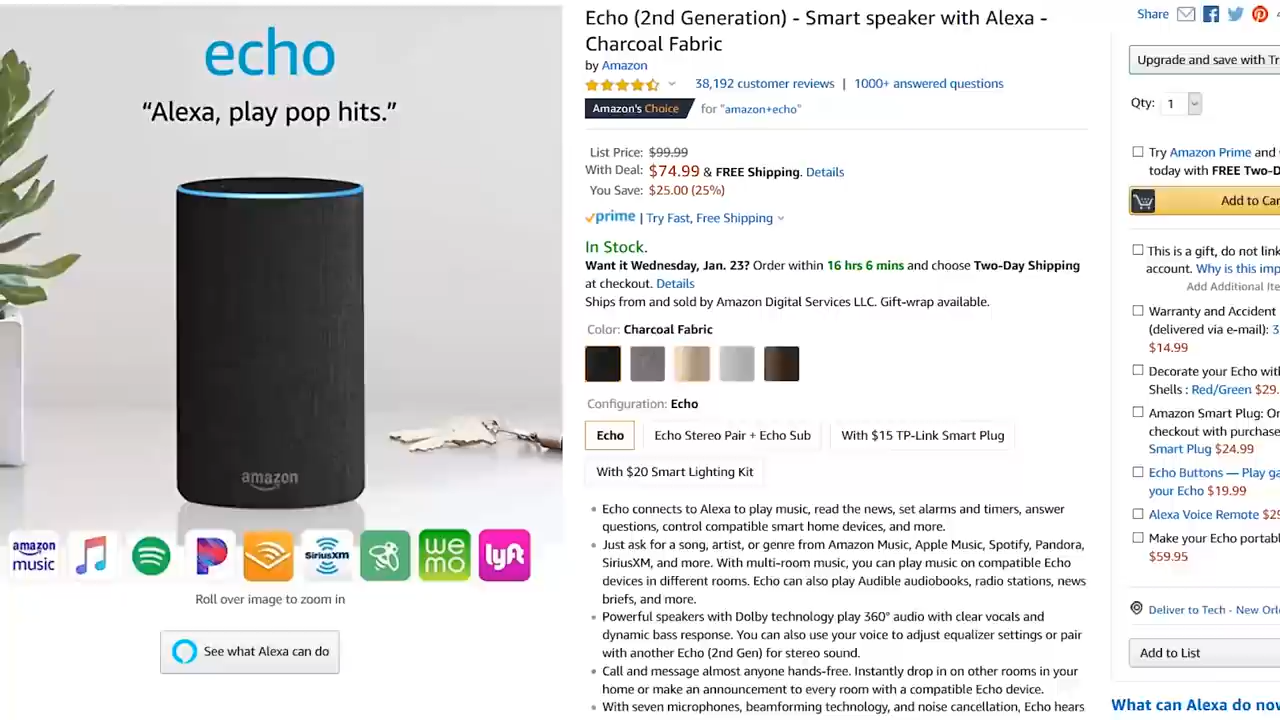 echo
“Alexa, play pop hits.”
amazon
amazon music
SiriusXM
we mo
lyft
Roll over image to zoom in
See what Alexa can do
Echo (2nd Generation) - Smart speaker with Alexa -
Charcoal Fabric
by Amazon
38,192 customer reviews | 1000+ answered questions
Amazon's Choice for "amazon+echo"
List Price: $99.99
With Deal: $74.99 & FREE Shipping. Details
You Save: $25.00 (25%)
prime | Try Fast, Free Shipping
In Stock.
Want it Wednesday, Jan. 23? Order within 16 hrs 6 mins and choose Two-Day Shipping
at checkout. Details
Ships from and sold by Amazon Digital Services LLC. Gift-wrap available.
Color: Charcoal Fabric
Configuration: Echo
Echo
Echo Stereo Pair + Echo Sub
With $15 TP-Link Smart Plug
With $20 Smart Lighting Kit
Echo connects to Alexa to play music, read the news, set alarms and timers, answer
questions, control compatible smart home devices, and more.
Just ask for a song, artist, or genre from Amazon Music, Apple Music, Spotify, Pandora,
SiriusXM, and more. With multi-room music, you can play music on compatible Echo
devices in different rooms. Echo can also play Audible audiobooks, radio stations, news
briefs, and more.
Powerful speakers with Dolby technology play 360° audio with clear vocals and
dynamic bass response. You can also use your voice to adjust equalizer settings or pair
with another Echo (2nd Gen) for stereo sound.
Call and message almost anyone hands-free. Instantly drop in on other rooms in your
home or make an announcement to every room with a compatible Echo device.
With seven microphones, beamforming technology, and noise cancellation, Echo hears
Share
Upgrade and save with Tr
Qty: 1
Try Amazon Prime and
today with FREE Two-D
Add to Car
This is a gift, do not link
account. Why is this imp
Add Additional Ite
Warranty and Accident
(delivered via e-mail): 3
$14.99
Decorate your Echo wit
Shells : Red/Green $29.
Amazon Smart Plug: On
checkout with purchase
Smart Plug $24.99
Echo Buttons — Play ga
your Echo $19.99
Alexa Voice Remote $29
Make your Echo portabl
$59.95
Deliver to Tech - New Orl
Add to List
What can Alexa do now